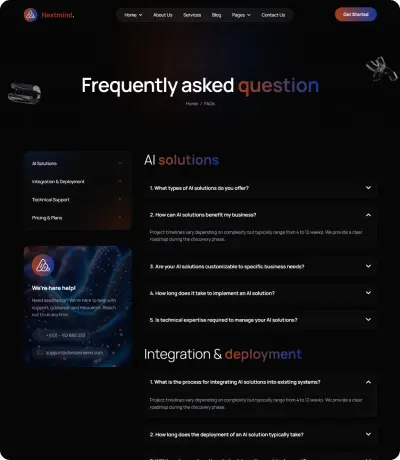 Nextmind.
Home
About Us
Services
Blog
Pages
Contact Us
Get Started
Frequently asked question
Home / FAQs
AI Solutions
Integration & Deployment
Technical Support
Pricing & Plans
We're here help!
Need assistance? We're here to help with
support, guidance and resources. Reach
out to us anytime
AI solutions
1. What types of AI solutions do you offer?
2. How can AI solutions benefit my business?
Project timelines vary depending on complexity but typically range from 4 to 12 weeks. We provide a clear
roadmap during the discovery phase.
3. Are your AI solutions customizable to specific business needs?
4. How long does it take to implement an AI solution?
5. Is technical expertise required to manage your AI solutions?
Integration & deployment
1. What is the process for integrating AI solutions into existing systems?
Project timelines vary depending on complexity but typically range from 4 to 12 weeks. We provide a clear
roadmap during the discovery phase.
2. How long does the deployment of an AI solution typically take?